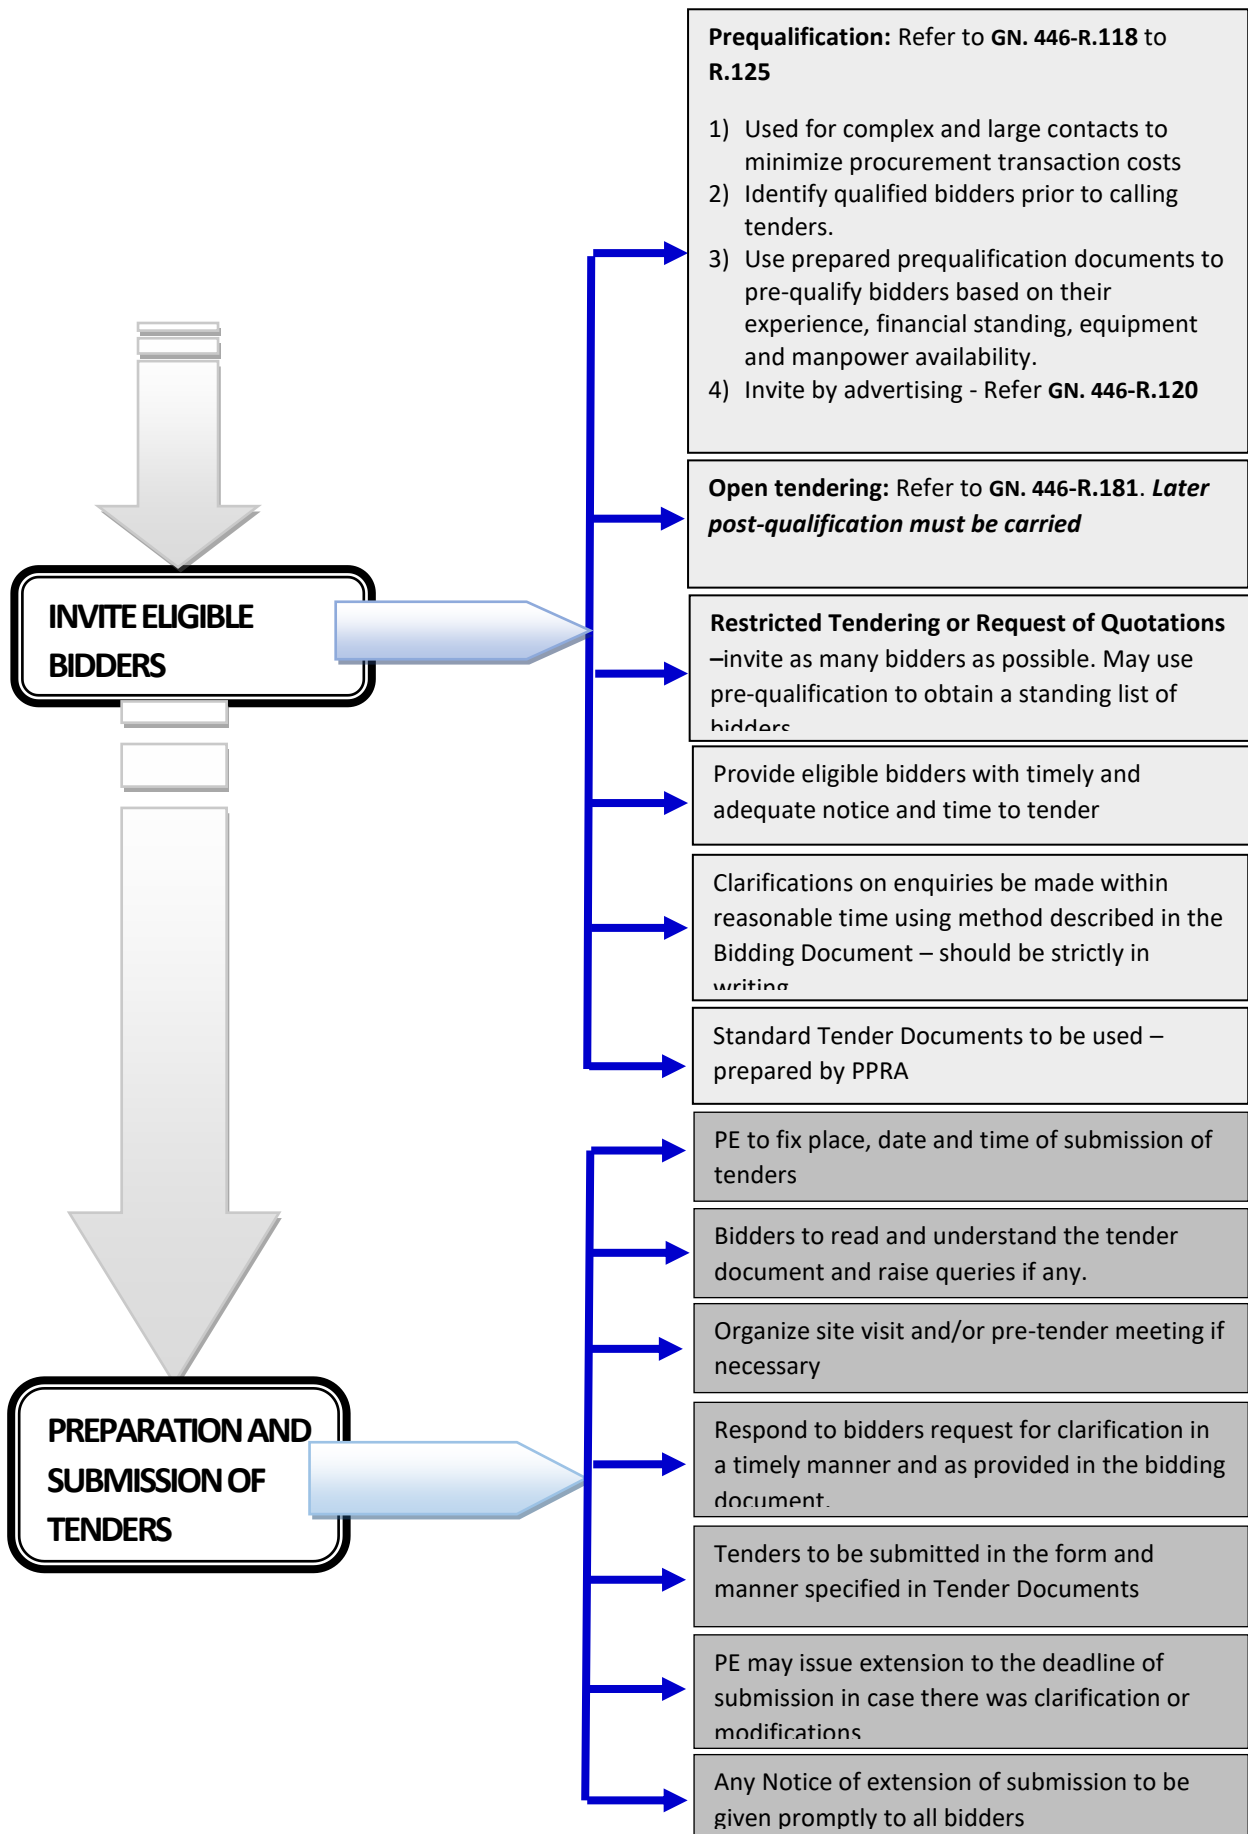 Prequalification: Refer to GN. 446-R.118 to
R.125
1) Used for complex and large contacts to
minimize procurement transaction costs
2) Identify qualified bidders prior to calling
tenders.
3) Use prepared prequalification documents to
pre-qualify bidders based on their
experience, financial standing, equipment
and manpower availability.
4) Invite by advertising - Refer GN. 446-R.120
Open tendering: Refer to GN. 446-R.181. Later
post-qualification must be carried
INVITE ELIGIBLE
BIDDERS
Restricted Tendering or Request of Quotations
–invite as many bidders as possible. May use
pre-qualification to obtain a standing list of
bidders
Provide eligible bidders with timely and
adequate notice and time to tender
Clarifications on enquiries be made within
reasonable time using method described in the
Bidding Document – should be strictly in
writing
Standard Tender Documents to be used –
prepared by PPRA
PE to fix place, date and time of submission of
tenders
Bidders to read and understand the tender
document and raise queries if any.
Organize site visit and/or pre-tender meeting if
necessary
PREPARATION AND
SUBMISSION OF
TENDERS
Respond to bidders request for clarification in
a timely manner and as provided in the bidding
document.
Tenders to be submitted in the form and
manner specified in Tender Documents
PE may issue extension to the deadline of
submission in case there was clarification or
modifications
Any Notice of extension of submission to be
given promptly to all bidders